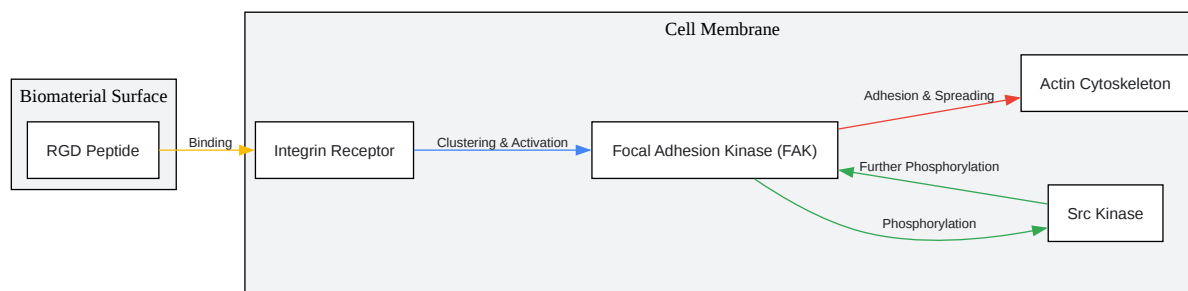 Cell Membrane
Biomaterial Surface
RGD Peptide
Binding
Integrin Receptor
Clustering & Activation
Focal Adhesion Kinase (FAK)
Adhesion & Spreading
Actin Cytoskeleton
Further Phosphorylation
Phosphorylation
Src Kinase